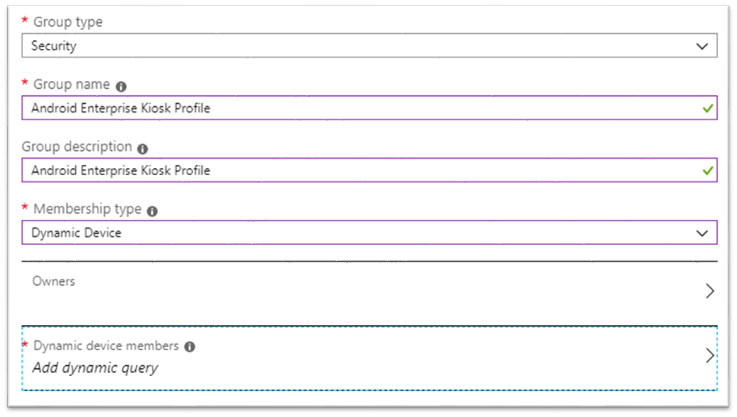 * Group type
Security
* Group name
Android Enterprise Kiosk Profile
Group description
Android Enterprise Kiosk Profile
* Membership type
Dynamic Device
Owners
* Dynamic device members
Add dynamic query